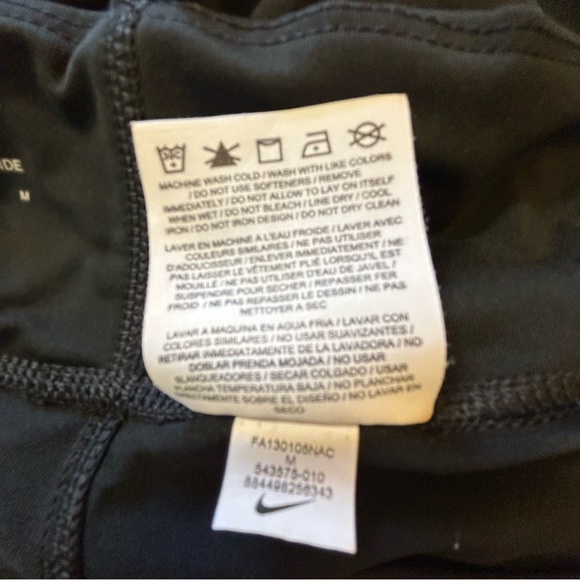 IDE
M
MACHINE WASH COLD / WASH WITH LIKE COLORS
/ DO NOT USE SOFTENERS / REMOVE
IMMEDIATELY / DO NOT ALLOW TO LAY ON ITSELF
WHEN WET / DO NOT BLEACH / LINE DRY / COOL
IRON / DO NOT IRON DESIGN / DO NOT DRY CLEAN
LAVER EN MACHINE A L'EAU FROIDE / LAVER AVEC
COULEURS SIMILAIRES / NE PAS UTILISER
D'ADOUCISSEUR / ENLEVER IMMEDIATEMENT / NE
PAS LAISSER LE VÊTEMENT PLIÉ LORSQU'IL EST
MOUILLÉ / NE PAS UTILISER D'EAU DE JAVEL /
SUSPENDRE POUR SECHER / REPASSER FER
FROID / NE PAS REPASSER LE DESSIN / NE PAS
NETTOYER A SEC
LAVAR A MAQUINA EN AGUA FRIA / LAVAR CON
COLORES SIMILARES / NO USAR SUAVIZANTES /
RETIRAR IMMEDIATAMENTE DE LA LAVADORA / NO
DOBLAR PRENDA MOJADA / NO USAR
BLANQUEADORES / SECAR COLGADO / USAR
PLANCHA TEMPERATURA BAJA / NO PLANCHAR
DIRECTAMENTE SOBRE EL DISEÑO / NO LAVAR EN
SECO
FA130105NAC
M
543575-010
884498256343